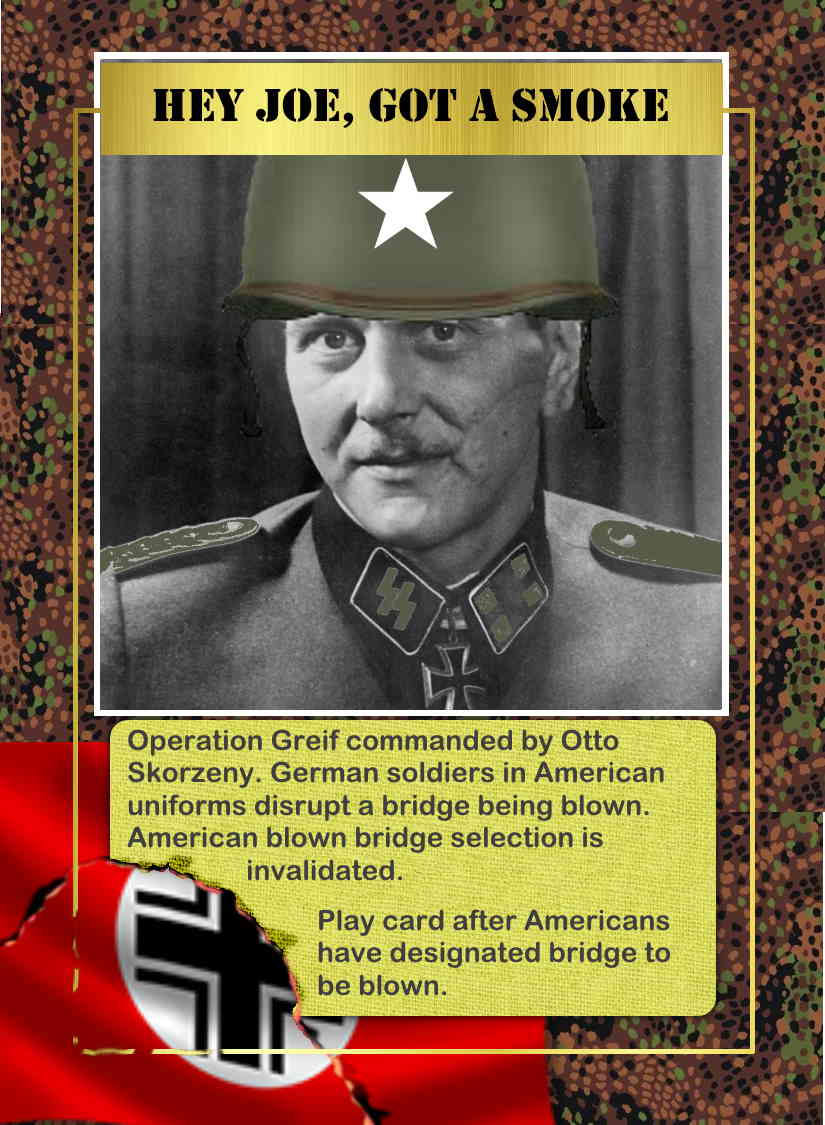 HEY JOE, GOT A SMOKE
Operation Greif commanded by Otto
Skorzeny. German soldiers in American
uniforms disrupt a bridge being blown.
American blown bridge selection is
invalidated.
Play card after Americans
have designated bridge to
be blown.